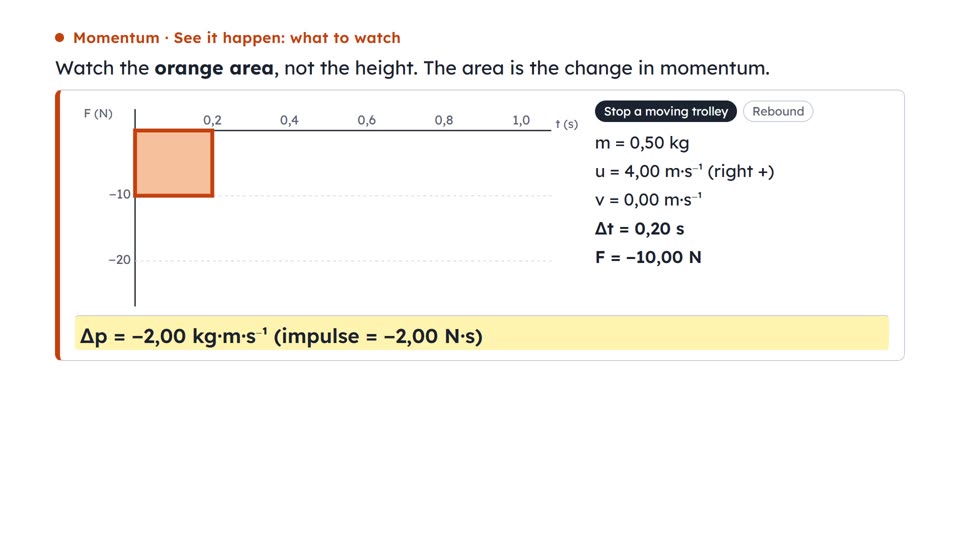 Momentum · See it happen: what to watch
Watch the orange area, not the height. The area is the change in momentum.
F (N)
0,2 0,4 0,6 0,8 1,0 t (s)
−10
−20
Stop a moving trolley Rebound
m = 0,50 kg
u = 4,00 m·s⁻¹ (right +)
v = 0,00 m·s⁻¹
Δt = 0,20 s
F = −10,00 N
Δp = −2,00 kg·m·s⁻¹ (impulse = −2,00 N·s)